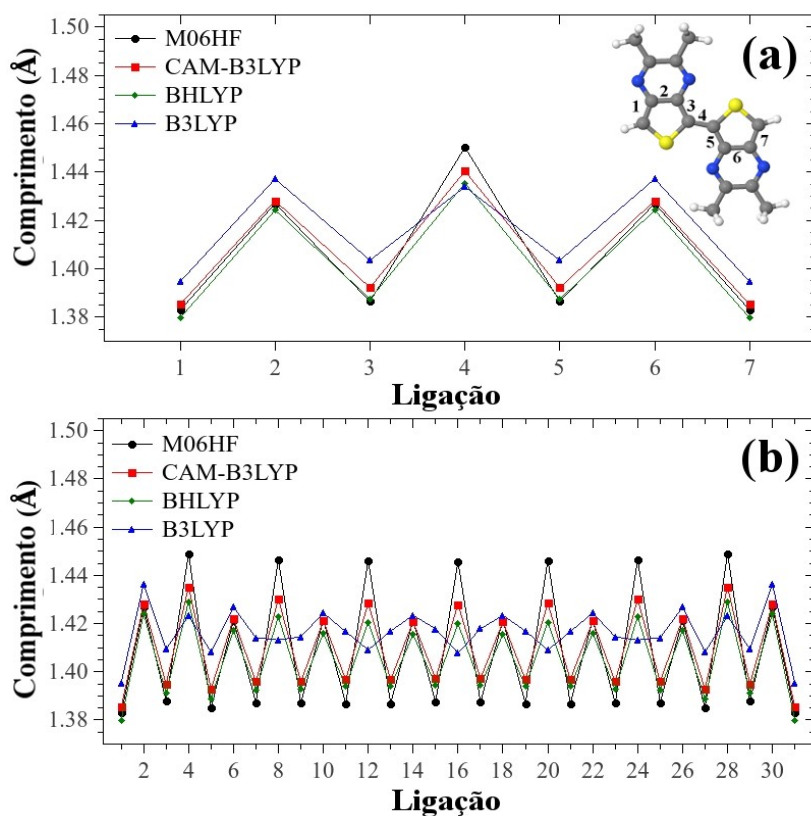 (a)
M06HF
CAM-B3LYP
BHLYP
B3LYP
Comprimento (Å)
1.50
1.48
1.46
1.44
1.42
1.40
1.38
1 2 3 4 5 6 7
1 2 3 4 5 6 7
Ligação
(b)
M06HF
CAM-B3LYP
BHLYP
B3LYP
Comprimento (Å)
1.50
1.48
1.46
1.44
1.42
1.40
1.38
2 4 6 8 10 12 14 16 18 20 22 24 26 28 30
Ligação